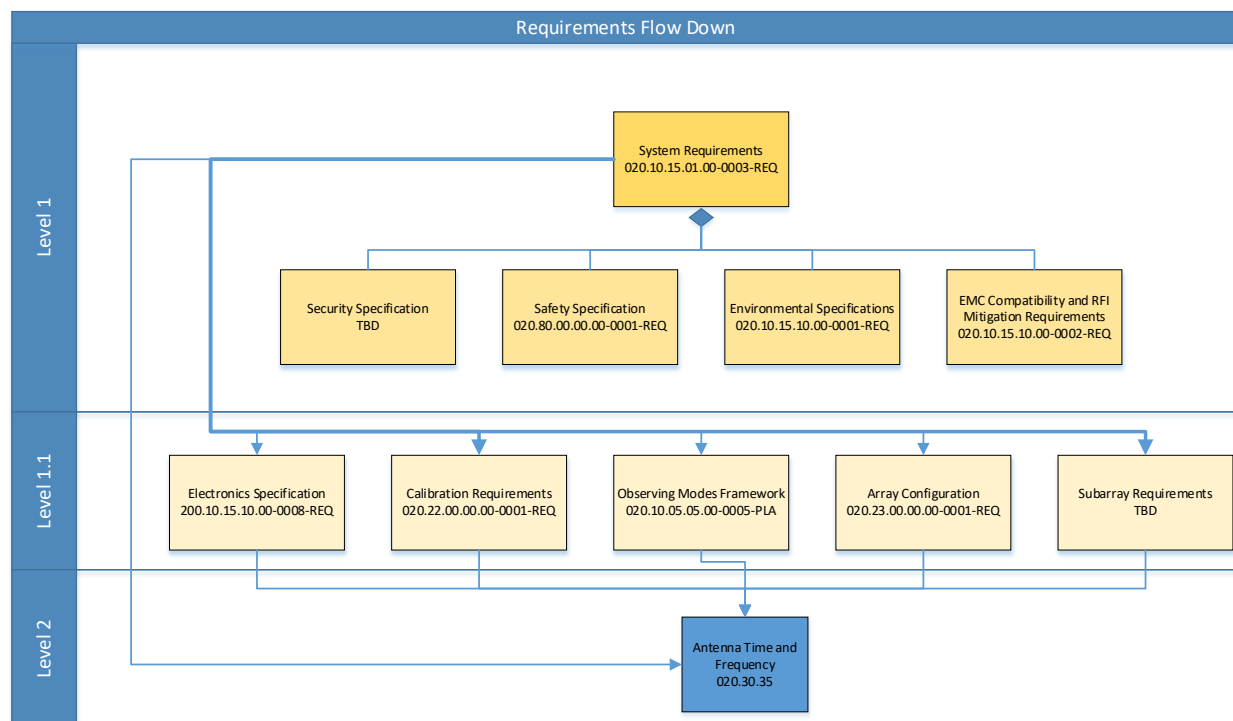 Requirements Flow Down
Level 1
System Requirements
020.10.15.01.00-0003-REQ
Security Specification
TBD
Safety Specification
020.80.00.00.00-0001-REQ
Environmental Specifications
020.10.15.10.00-0001-REQ
EMC Compatibility and RFI
Mitigation Requirements
020.10.15.10.00-0002-REQ
Level 1.1
Electronics Specification
200.10.15.10.00-0008-REQ
Calibration Requirements
020.22.00.00.00-0001-REQ
Observing Modes Framework
020.10.05.05.00-0005-PLA
Array Configuration
020.23.00.00.00-0001-REQ
Subarray Requirements
TBD
Level 2
Antenna Time and
Frequency
020.30.35